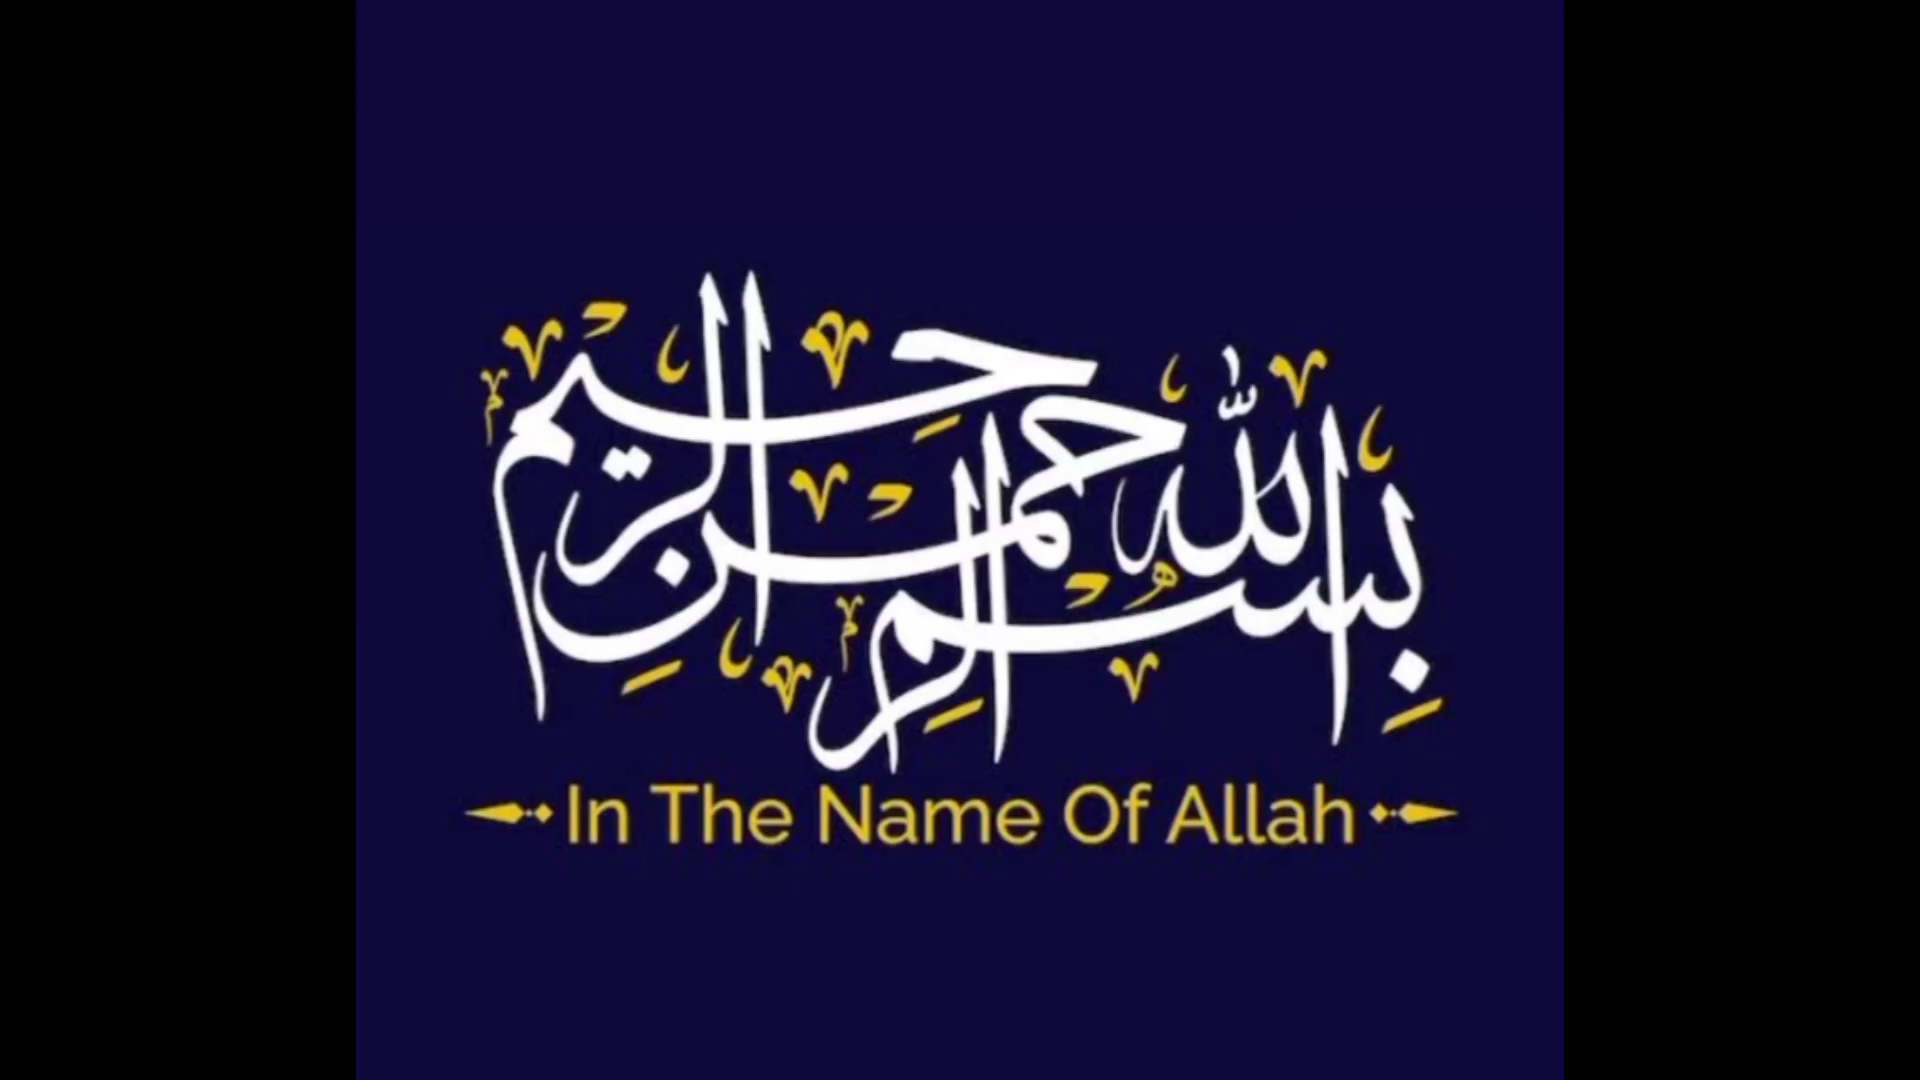 بِسْمِ اللهِ الرَّحْمٰنِ الرَّحِيمِ
In The Name Of Allah